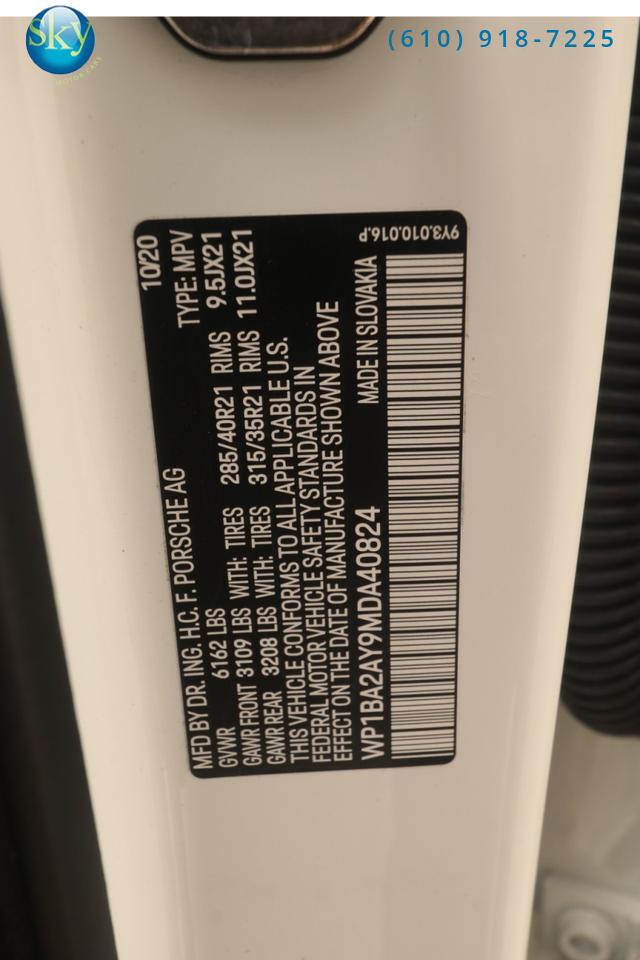 sky
MOTOR CARS
(610) 918-7225
MFD BY DR. ING. H.C. F. PORSCHE AG 10/20
GVWR 6162 LBS TYPE: MPV
GAWR FRONT 3109 LBS WITH: TIRES 285/40R21 RIMS 9.5JX21
GAWR REAR 3208 LBS WITH: TIRES 315/35R21 RIMS 11.0JX21
THIS VEHICLE CONFORMS TO ALL APPLICABLE U.S.
FEDERAL MOTOR VEHICLE SAFETY STANDARDS IN
EFFECT ON THE DATE OF MANUFACTURE SHOWN ABOVE
WP1BA2AY9MDA40824 MADE IN SLOVAKIA
9Y3.010.016.P